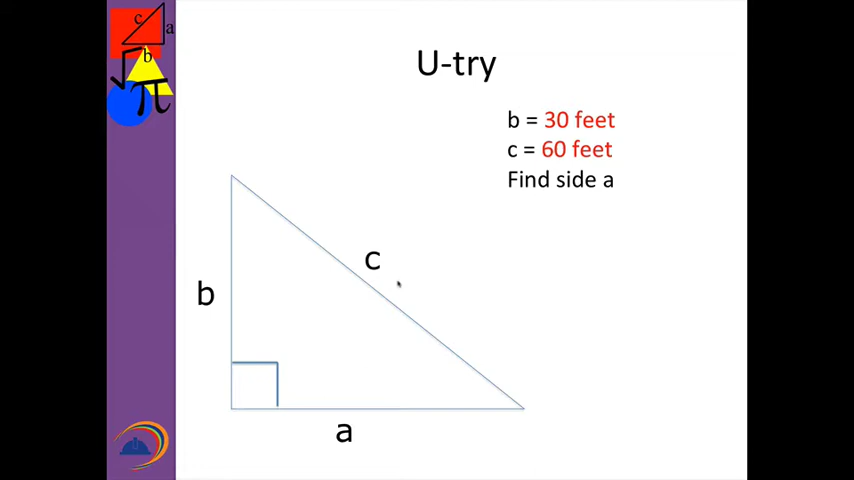 c
a
b
√
π
U-try
b = 30 feet
c = 60 feet
Find side a
c
b
a